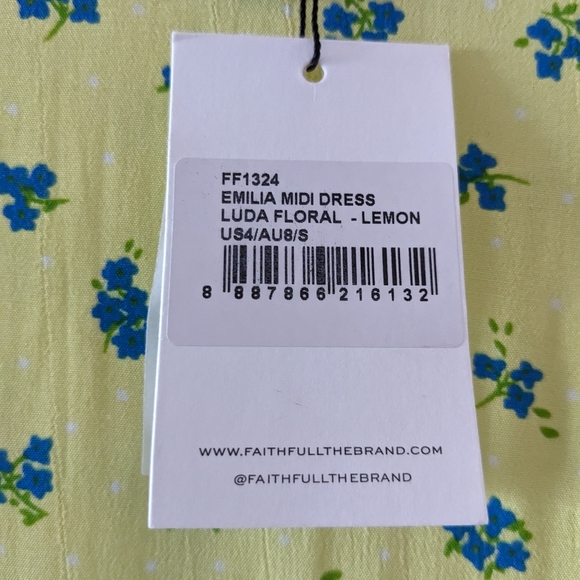 FF1324
EMILIA MIDI DRESS
LUDA FLORAL - LEMON
US4/AU8/S
8 887866 216132
WWW.FAITHFULLTHEBRAND.COM
@FAITHFULLTHEBRAND